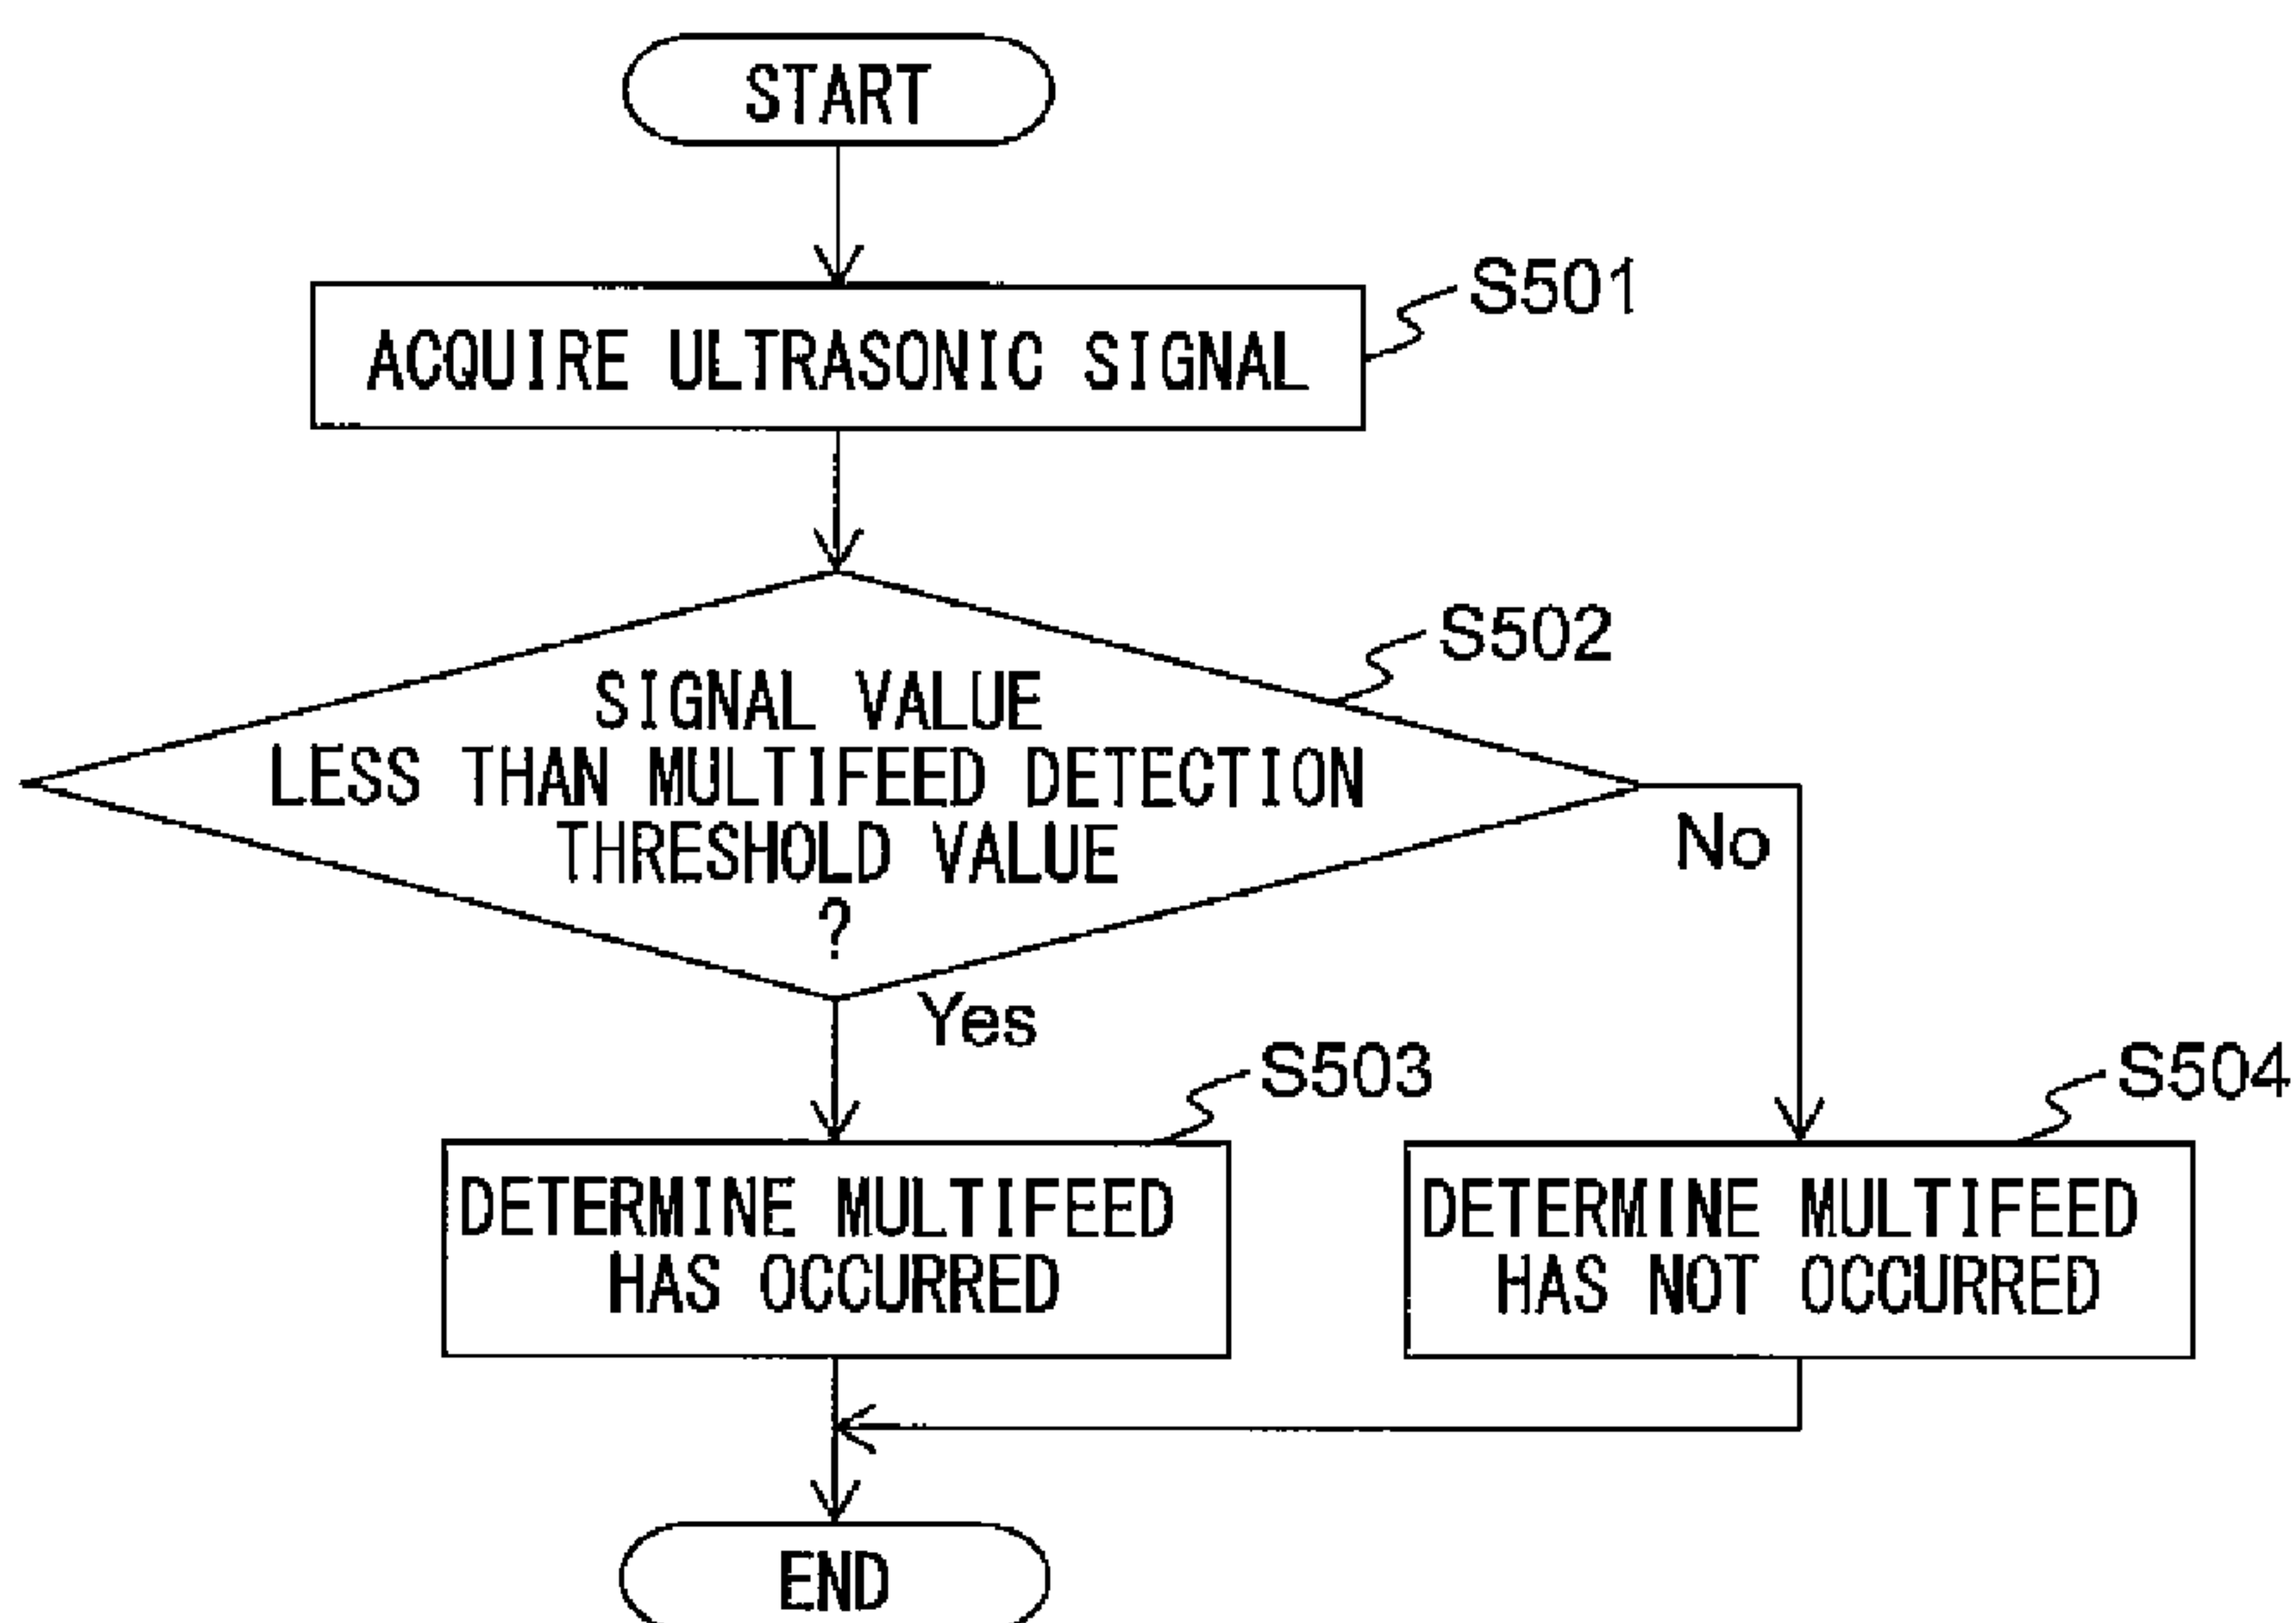 START
ACQUIRE ULTRASONIC SIGNAL
S501
S502
SIGNAL VALUE
LESS THAN MULTIFEED DETECTION
THRESHOLD VALUE
?
No
Yes
S503
S504
DETERMINE MULTIFEED
HAS OCCURRED
DETERMINE MULTIFEED
HAS NOT OCCURRED
END